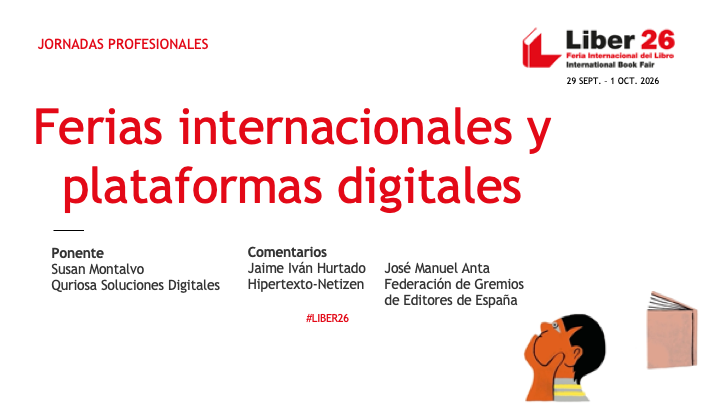 JORNADAS PROFESIONALES
Liber 26
Feria Internacional del Libro
International Book Fair
29 SEPT. - 1 OCT. 2026
Ferias internacionales y
plataformas digitales
Ponente
Susan Montalvo
Quriosa Soluciones Digitales
Comentarios
Jaime Iván Hurtado
Hipertexto-Netizen
José Manuel Anta
Federación de Gremios
de Editores de España
#LIBER26